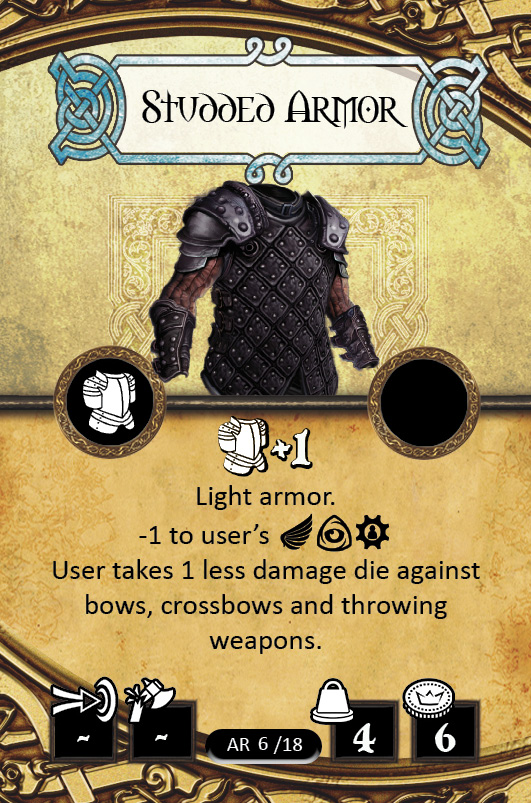 Studded Armor
+1
Light armor.
-1 to user's
User takes 1 less damage die against
bows, crossbows and throwing
weapons.
~ ~ AR 6 /18 4 6